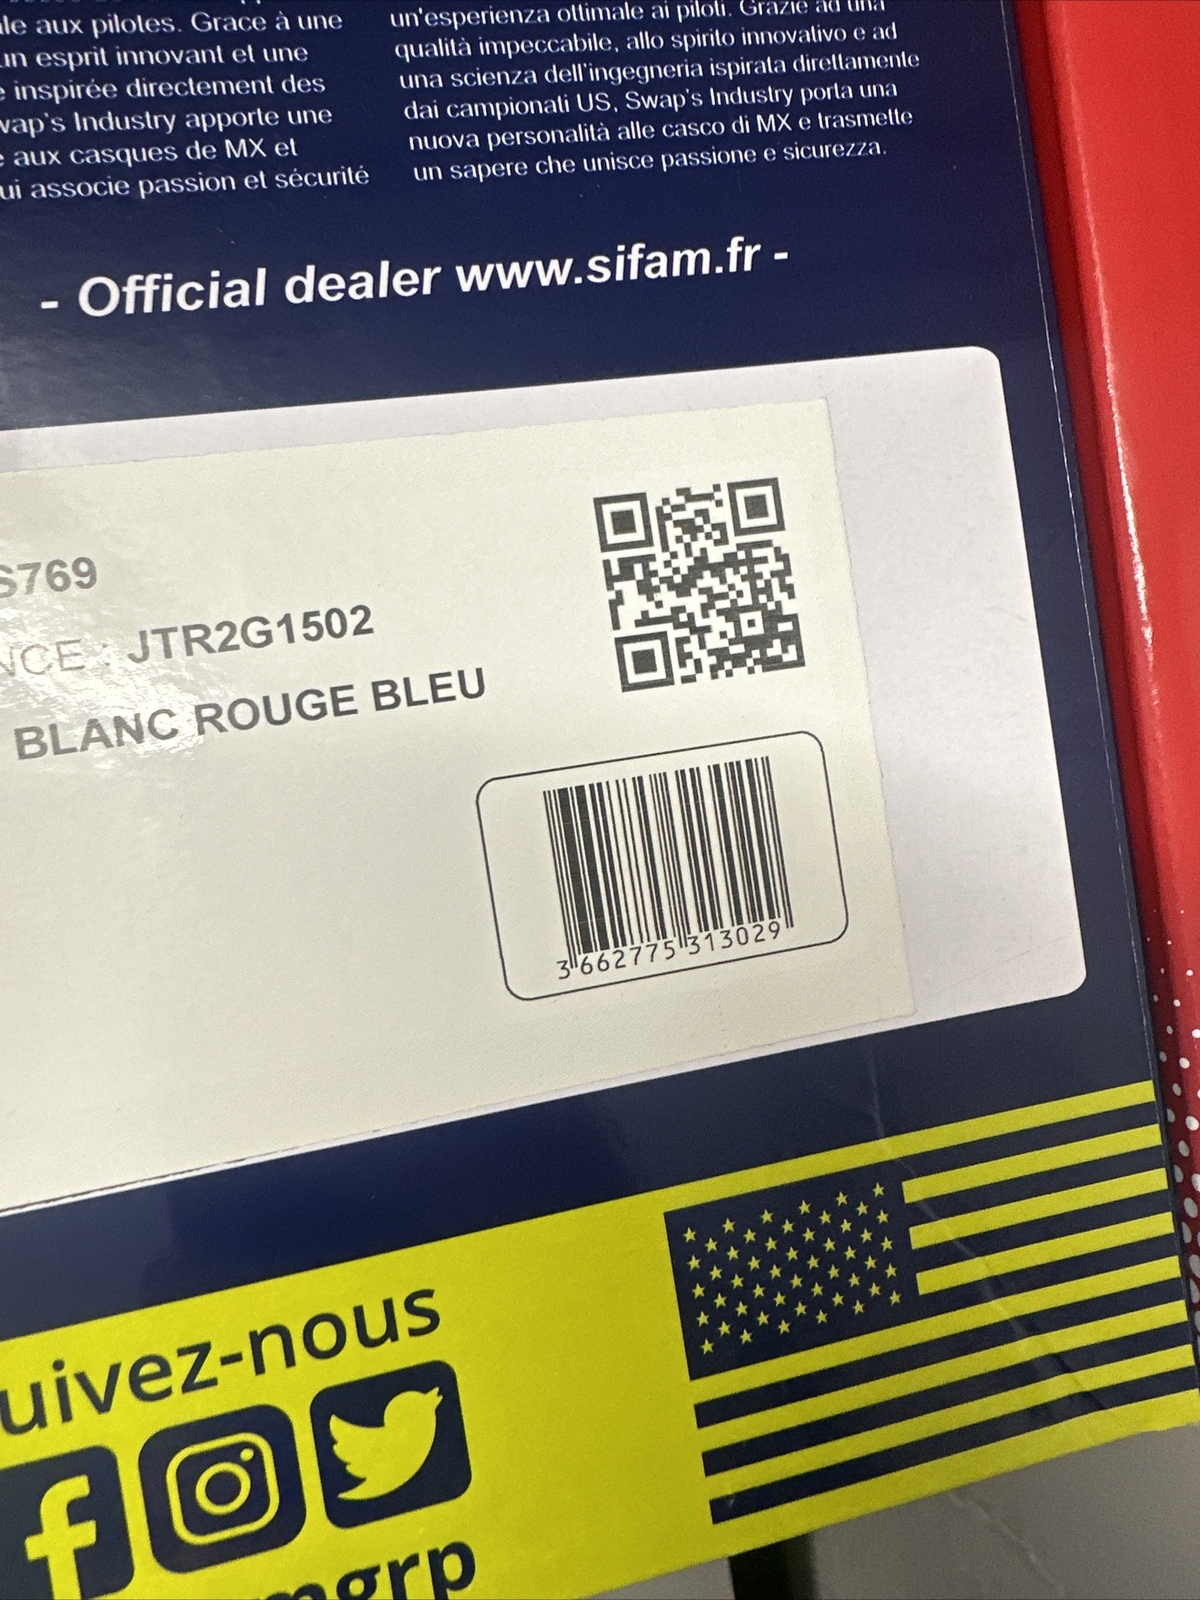 aux pilotes. Grace à une
un esprit innovant et une
inspirée directement des
Industry apporte une
aux casques de MX et
associe passion et sécurité
un'esperienza ottimale ai piloti. Grazie ad una
qualità impeccabile, allo spirito innovativo e ad
una scienza dell'ingegneria ispirata direttamente
dai campionati US, Swap's Industry porta una
nuova personalità alle casco di MX e trasmette
un sapere che unisce passione e sicurezza.
- Official dealer www.sifam.fr -
S769
NCE : JTR2G1502
BLANC ROUGE BLEU
3 662775 313029
uivez-nous
mgrp